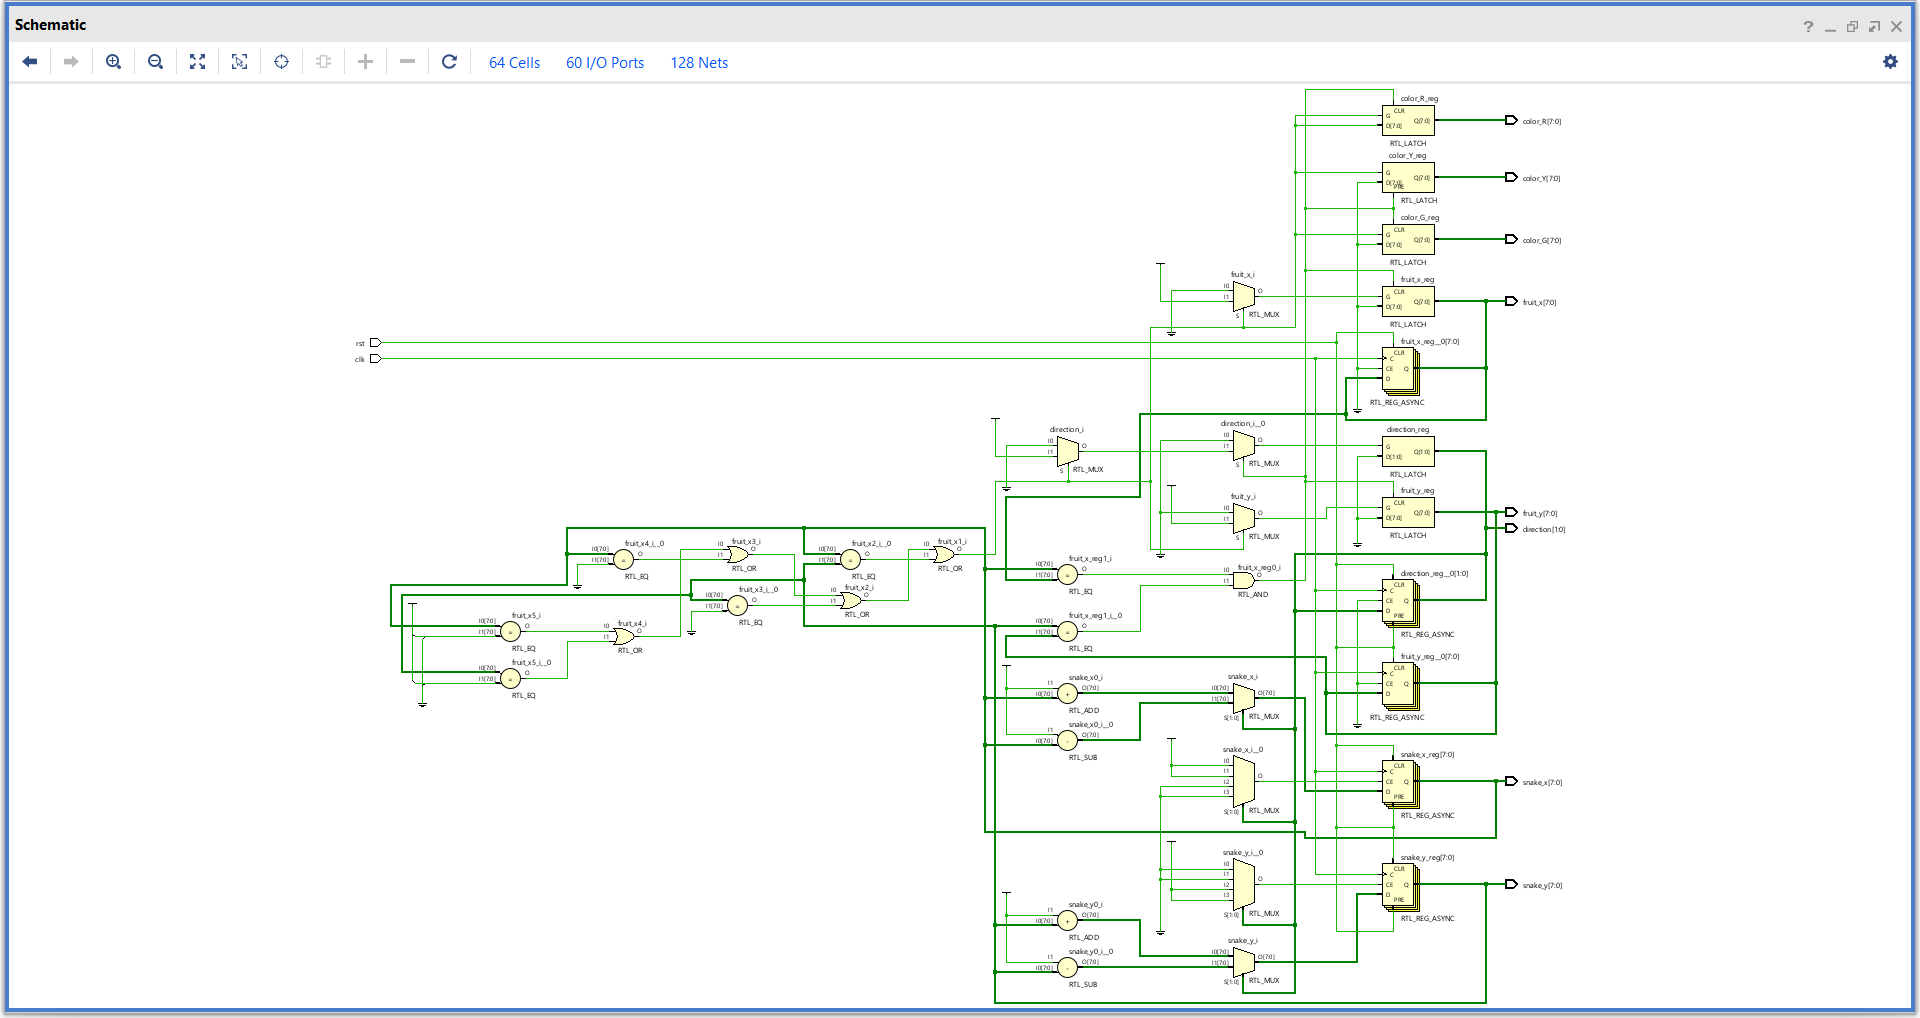 Schematic
64 Cells 60 I/O Ports 128 Nets
color_R_reg
CLR
G
D[7:0] Q[7:0]
color_R[7:0]
RTL_LATCH
color_Y_reg
G
D[7:0] Q[7:0]
PRE
color_Y[7:0]
RTL_LATCH
color_G_reg
CLR
G
D[7:0] Q[7:0]
color_G[7:0]
RTL_LATCH
fruit_x_i
I0
I1 O
S RTL_MUX
fruit_x_reg
CLR
G
D[7:0] Q[7:0]
fruit_x[7:0]
RTL_LATCH
rst
clk
fruit_x_reg__0[7:0]
CLR
C
CE Q
D
RTL_REG_ASYNC
direction_i
I0
I1 O
S RTL_MUX
direction_i__0
I0
I1 O
S RTL_MUX
direction_reg
G
D[1:0] Q[1:0]
RTL_LATCH
fruit_y_i
I0
I1 O
S RTL_MUX
fruit_y_reg
CLR
G
D[7:0] Q[7:0]
RTL_LATCH
fruit_y[7:0]
direction[1:0]
fruit_x4_i__0
I0[7:0]
I1[7:0] = O
RTL_EQ
fruit_x3_i
I0
I1 O
RTL_OR
fruit_x2_i__0
I0[7:0]
I1[7:0] = O
RTL_EQ
fruit_x1_i
I0
I1 O
RTL_OR
fruit_x3_i__0
I0[7:0]
I1[7:0] = O
RTL_EQ
fruit_x2_i
I0
I1 O
RTL_OR
fruit_x5_i
I0[7:0]
I1[7:0] = O
RTL_EQ
fruit_x4_i
I0
I1 O
RTL_OR
fruit_x5_i__0
I0[7:0]
I1[7:0] = O
RTL_EQ
fruit_x_reg1_i
I0[7:0]
I1[7:0] = O
RTL_EQ
fruit_x_reg0_i
I0
I1 O
RTL_AND
fruit_x_reg1_i__0
I0[7:0]
I1[7:0] = O
RTL_EQ
direction_reg__0[1:0]
CLR
C
CE Q
D
PRE
RTL_REG_ASYNC
fruit_y_reg__0[7:0]
CLR
C
CE Q
D
RTL_REG_ASYNC
snake_x0_i
I1
I0[7:0] + O[7:0]
RTL_ADD
snake_x0_i__0
I1
I0[7:0] - O[7:0]
RTL_SUB
snake_x_i
I0[7:0]
I1[7:0] O[7:0]
S[1:0] RTL_MUX
snake_x_i__0
I0
I1
I2
I3 O
S[1:0] RTL_MUX
snake_x_reg[7:0]
CLR
C
CE Q
D
PRE
RTL_REG_ASYNC
snake_x[7:0]
snake_y_i__0
I0
I1
I2
I3 O
S[1:0] RTL_MUX
snake_y_reg[7:0]
CLR
C
CE Q
D
PRE
RTL_REG_ASYNC
snake_y[7:0]
snake_y0_i
I1
I0[7:0] + O[7:0]
RTL_ADD
snake_y0_i__0
I1
I0[7:0] - O[7:0]
RTL_SUB
snake_y_i
I0[7:0]
I1[7:0] O[7:0]
S[1:0] RTL_MUX